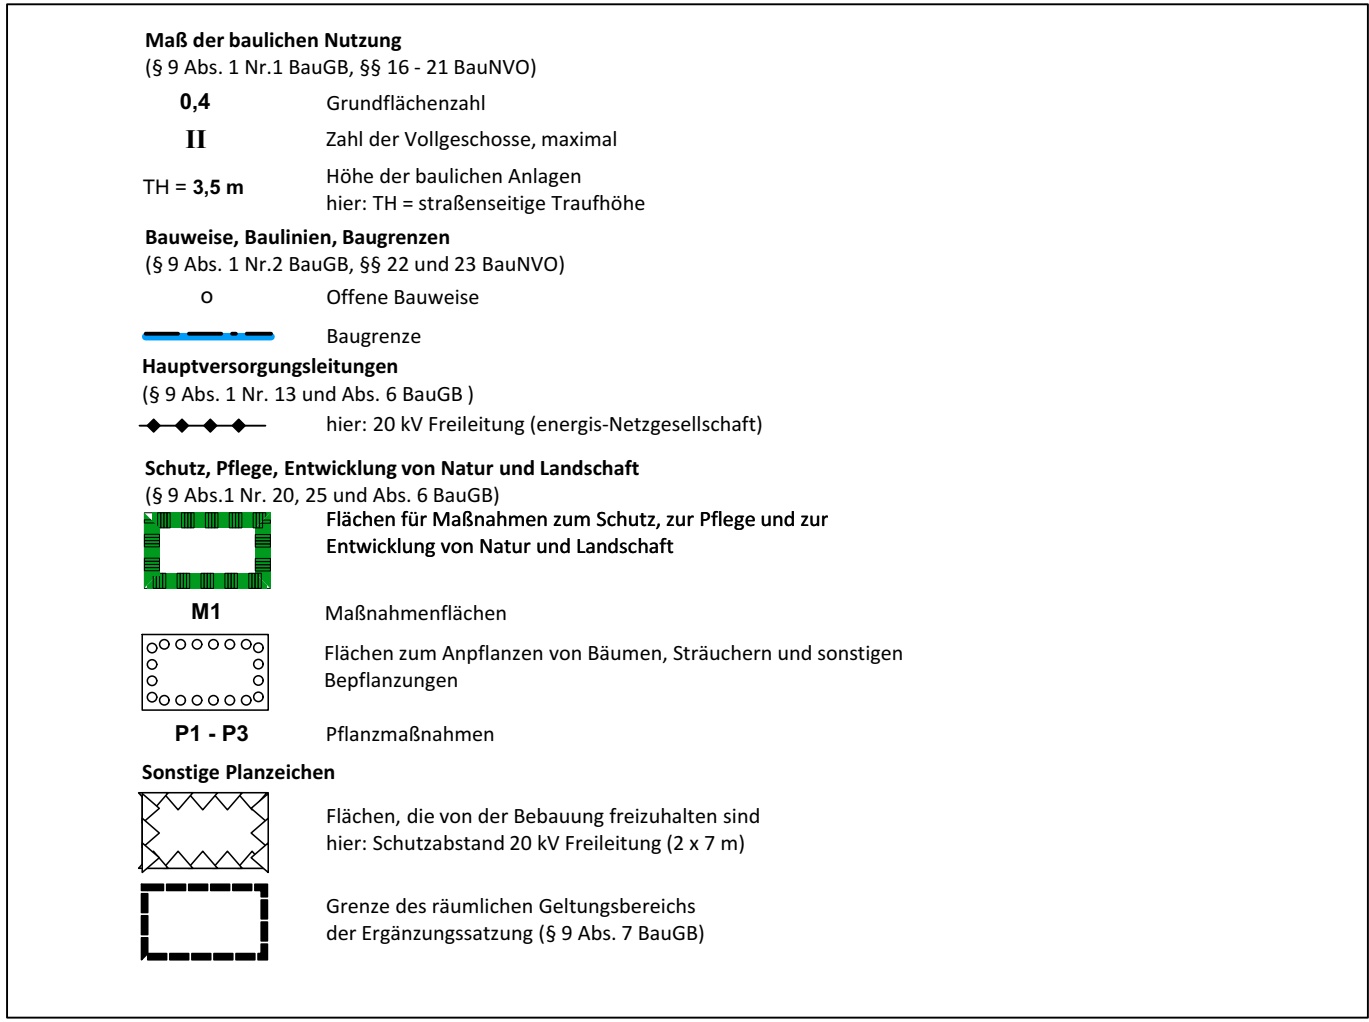 Maß der baulichen Nutzung
(§ 9 Abs. 1 Nr.1 BauGB, §§ 16 - 21 BauNVO)
0,4 Grundflächenzahl
II Zahl der Vollgeschosse, maximal
TH = 3,5 m Höhe der baulichen Anlagen
hier: TH = straßenseitige Traufhöhe
Bauweise, Baulinien, Baugrenzen
(§ 9 Abs. 1 Nr.2 BauGB, §§ 22 und 23 BauNVO)
o Offene Bauweise
Baugrenze
Hauptversorgungsleitungen
(§ 9 Abs. 1 Nr. 13 und Abs. 6 BauGB )
hier: 20 kV Freileitung (energis-Netzgesellschaft)
Schutz, Pflege, Entwicklung von Natur und Landschaft
(§ 9 Abs.1 Nr. 20, 25 und Abs. 6 BauGB)
Flächen für Maßnahmen zum Schutz, zur Pflege und zur
Entwicklung von Natur und Landschaft
M1 Maßnahmenflächen
Flächen zum Anpflanzen von Bäumen, Sträuchern und sonstigen
Bepflanzungen
P1 - P3 Pflanzmaßnahmen
Sonstige Planzeichen
Flächen, die von der Bebauung freizuhalten sind
hier: Schutzabstand 20 kV Freileitung (2 x 7 m)
Grenze des räumlichen Geltungsbereichs
der Ergänzungssatzung (§ 9 Abs. 7 BauGB)